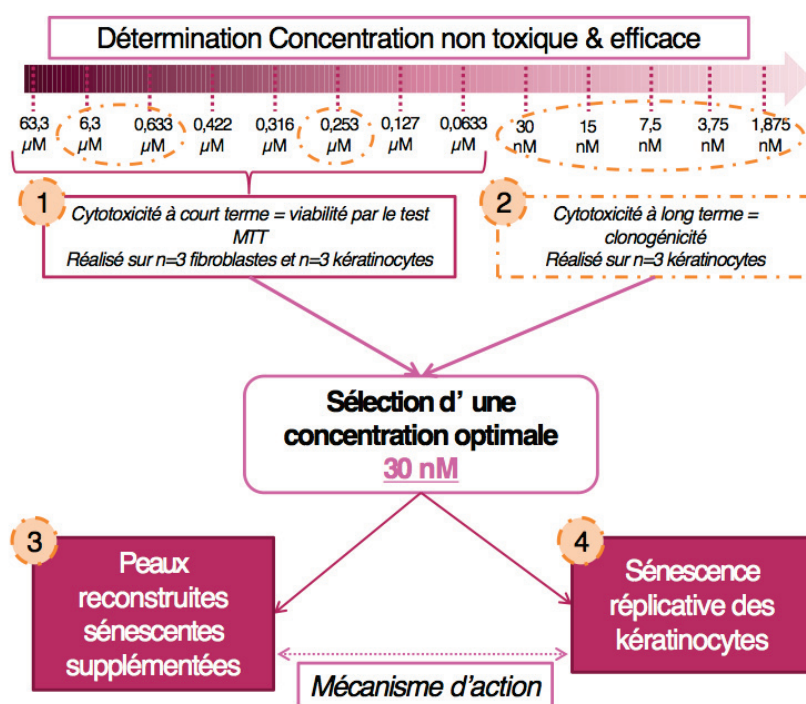 Détermination Concentration non toxique & efficace
63,3 6,3 0,633 0,422 0,316 0,253 0,127 0,0633 30 15 7,5 3,75 1,875
µM µM µM µM µM µM µM µM nM nM nM nM nM
1
Cytotoxicité à court terme = viabilité par le test
MTT
Réalisé sur n=3 fibroblastes et n=3 kératinocytes
2
Cytotoxicité à long terme =
clonogénicité
Réalisé sur n=3 kératinocytes
Sélection d’ une
concentration optimale
30 nM
3
Peaux
reconstruites
sénescentes
supplémentées
4
Sénescence
réplicative des
kératinocytes
Mécanisme d’action